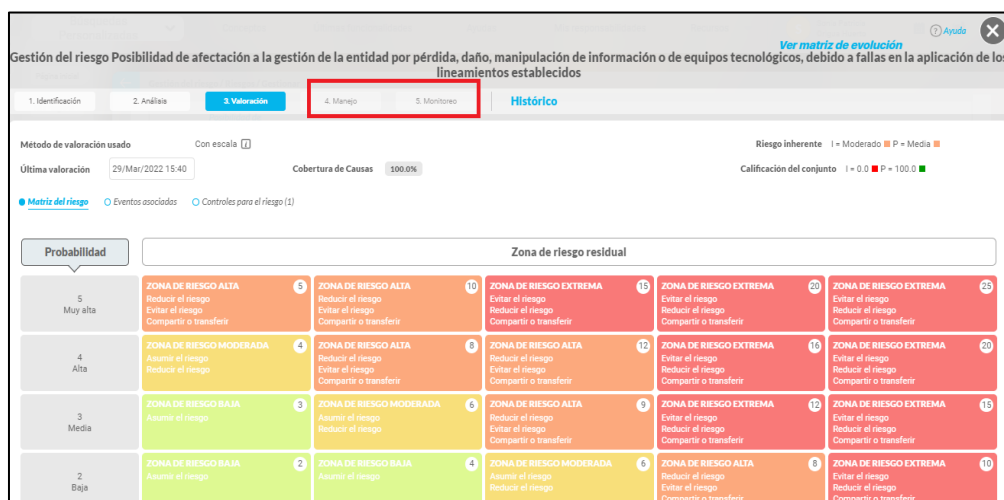 Ayuda
Ver matriz de evolución
Gestión del riesgo Posibilidad de afectación a la gestión de la entidad por pérdida, daño, manipulación de información o de equipos tecnológicos, debido a fallas en la aplicación de los
lineamientos establecidos
1. Identificación 2. Análisis 3. Valoración 4. Manejo 5. Monitoreo Histórico
Método de valoración usado Con escala i Riesgo inherente I = Moderado P = Media
Última valoración 29/Mar/2022 15:40 Cobertura de Causas 100.0% Calificación del conjunto I = 0.0 P = 100.0
Matriz del riesgo Eventos asociadas Controles para el riesgo (1)
Probabilidad Zona de riesgo residual
5
Muy alta
ZONA DE RIESGO ALTA 5
Reducir el riesgo
Evitar el riesgo
Compartir o transferir
ZONA DE RIESGO ALTA 10
Reducir el riesgo
Evitar el riesgo
Compartir o transferir
ZONA DE RIESGO EXTREMA 15
Evitar el riesgo
Reducir el riesgo
Compartir o transferir
ZONA DE RIESGO EXTREMA 20
Evitar el riesgo
Reducir el riesgo
Compartir o transferir
ZONA DE RIESGO EXTREMA 25
Evitar el riesgo
Reducir el riesgo
Compartir o transferir
4
Alta
ZONA DE RIESGO MODERADA 4
Asumir el riesgo
Reducir el riesgo
ZONA DE RIESGO ALTA 8
Reducir el riesgo
Evitar el riesgo
Compartir o transferir
ZONA DE RIESGO ALTA 12
Reducir el riesgo
Evitar el riesgo
Compartir o transferir
ZONA DE RIESGO EXTREMA 16
Evitar el riesgo
Reducir el riesgo
Compartir o transferir
ZONA DE RIESGO EXTREMA 20
Evitar el riesgo
Reducir el riesgo
Compartir o transferir
3
Media
ZONA DE RIESGO BAJA 3
Asumir el riesgo
ZONA DE RIESGO MODERADA 6
Asumir el riesgo
Reducir el riesgo
ZONA DE RIESGO ALTA 9
Reducir el riesgo
Evitar el riesgo
Compartir o transferir
ZONA DE RIESGO EXTREMA 12
Evitar el riesgo
Reducir el riesgo
Compartir o transferir
ZONA DE RIESGO EXTREMA 15
Evitar el riesgo
Reducir el riesgo
Compartir o transferir
2
Baja
ZONA DE RIESGO BAJA 2
Asumir el riesgo
ZONA DE RIESGO BAJA 4
Asumir el riesgo
ZONA DE RIESGO MODERADA 6
Asumir el riesgo
Reducir el riesgo
ZONA DE RIESGO ALTA 8
Reducir el riesgo
Evitar el riesgo
Compartir o transferir
ZONA DE RIESGO EXTREMA 10
Evitar el riesgo
Reducir el riesgo
Compartir o transferir